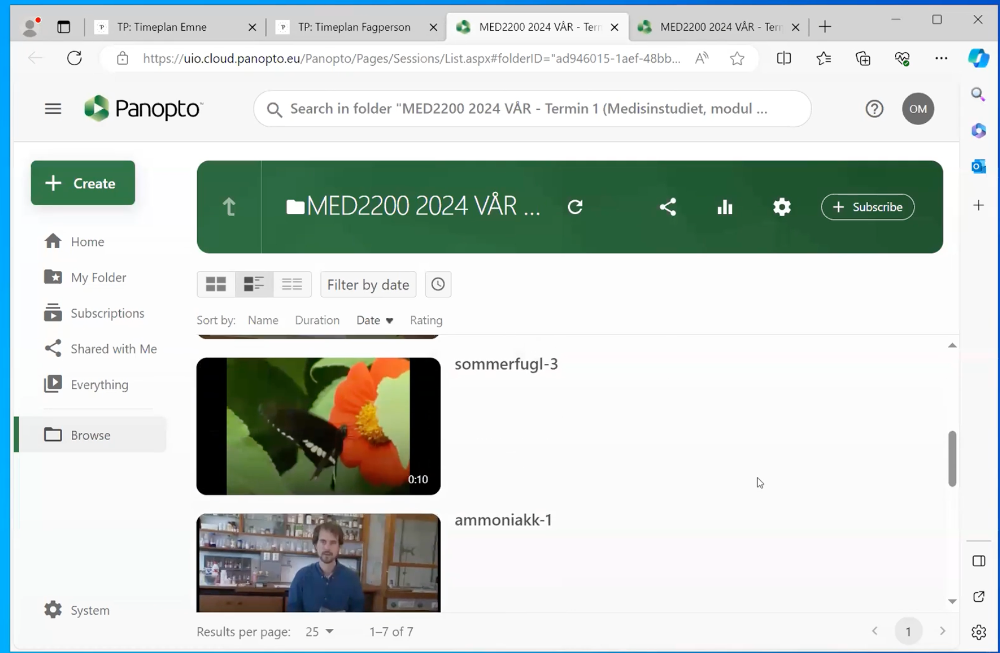 TP: Timeplan Emne
TP: Timeplan Fagperson
MED2200 2024 VÅR - Tern
MED2200 2024 VÅR - Tern
https://uio.cloud.panopto.eu/Panopto/Pages/Sessions/List.aspx#folderID="ad946015-1aef-48bb...
Panopto™
Search in folder "MED2200 2024 VÅR - Termin 1 (Medisinstudiet, modul ...
OM
Create
MED2200 2024 VÅR ...
Subscribe
Home
My Folder
Subscriptions
Shared with Me
Everything
Browse
System
Filter by date
Sort by: Name Duration Date Rating
sommerfugl-3
0:10
ammoniakk-1
Results per page: 25 1–7 of 7
1